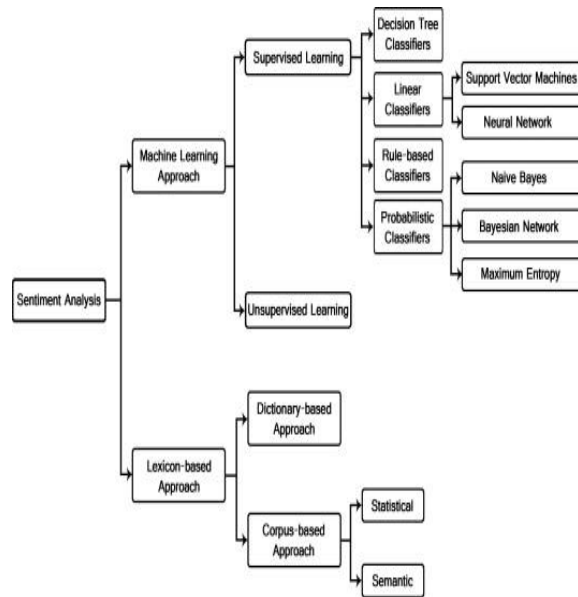 Sentiment Analysis
Machine Learning
Approach
Supervised Learning
Decision Tree
Classifiers
Linear
Classifiers
Support Vector Machines
Neural Network
Rule-based
Classifiers
Probabilistic
Classifiers
Naive Bayes
Bayesian Network
Maximum Entropy
Unsupervised Learning
Lexicon-based
Approach
Dictionary-based
Approach
Corpus-based
Approach
Statistical
Semantic